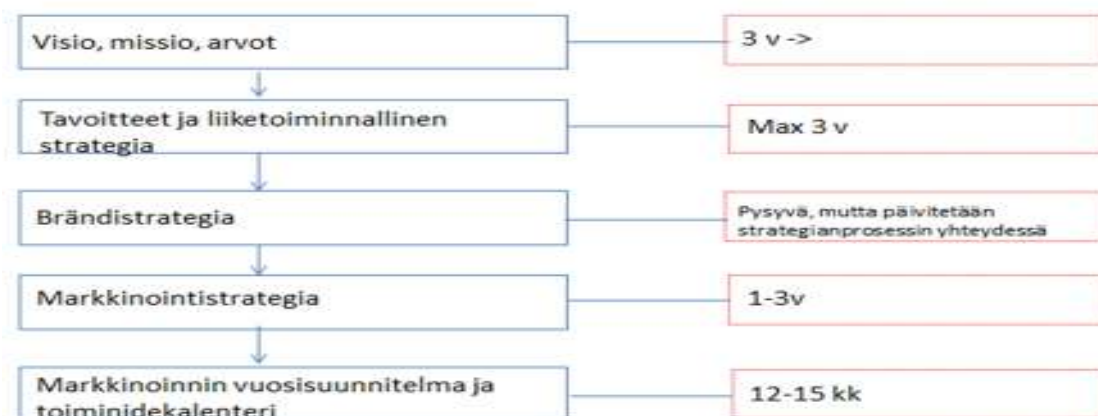 Visio, missio, arvot
3 v ->
Tavoitteet ja liiketoiminnallinen
strategia
Max 3 v
Brändistrategia
Pysyvä, mutta päivitetään
strategianprosessin yhteydessä
Markkinointistrategia
1-3v
Markkinoinnin vuosisuunnitelma ja
toiminidekalenteri
12-15 kk